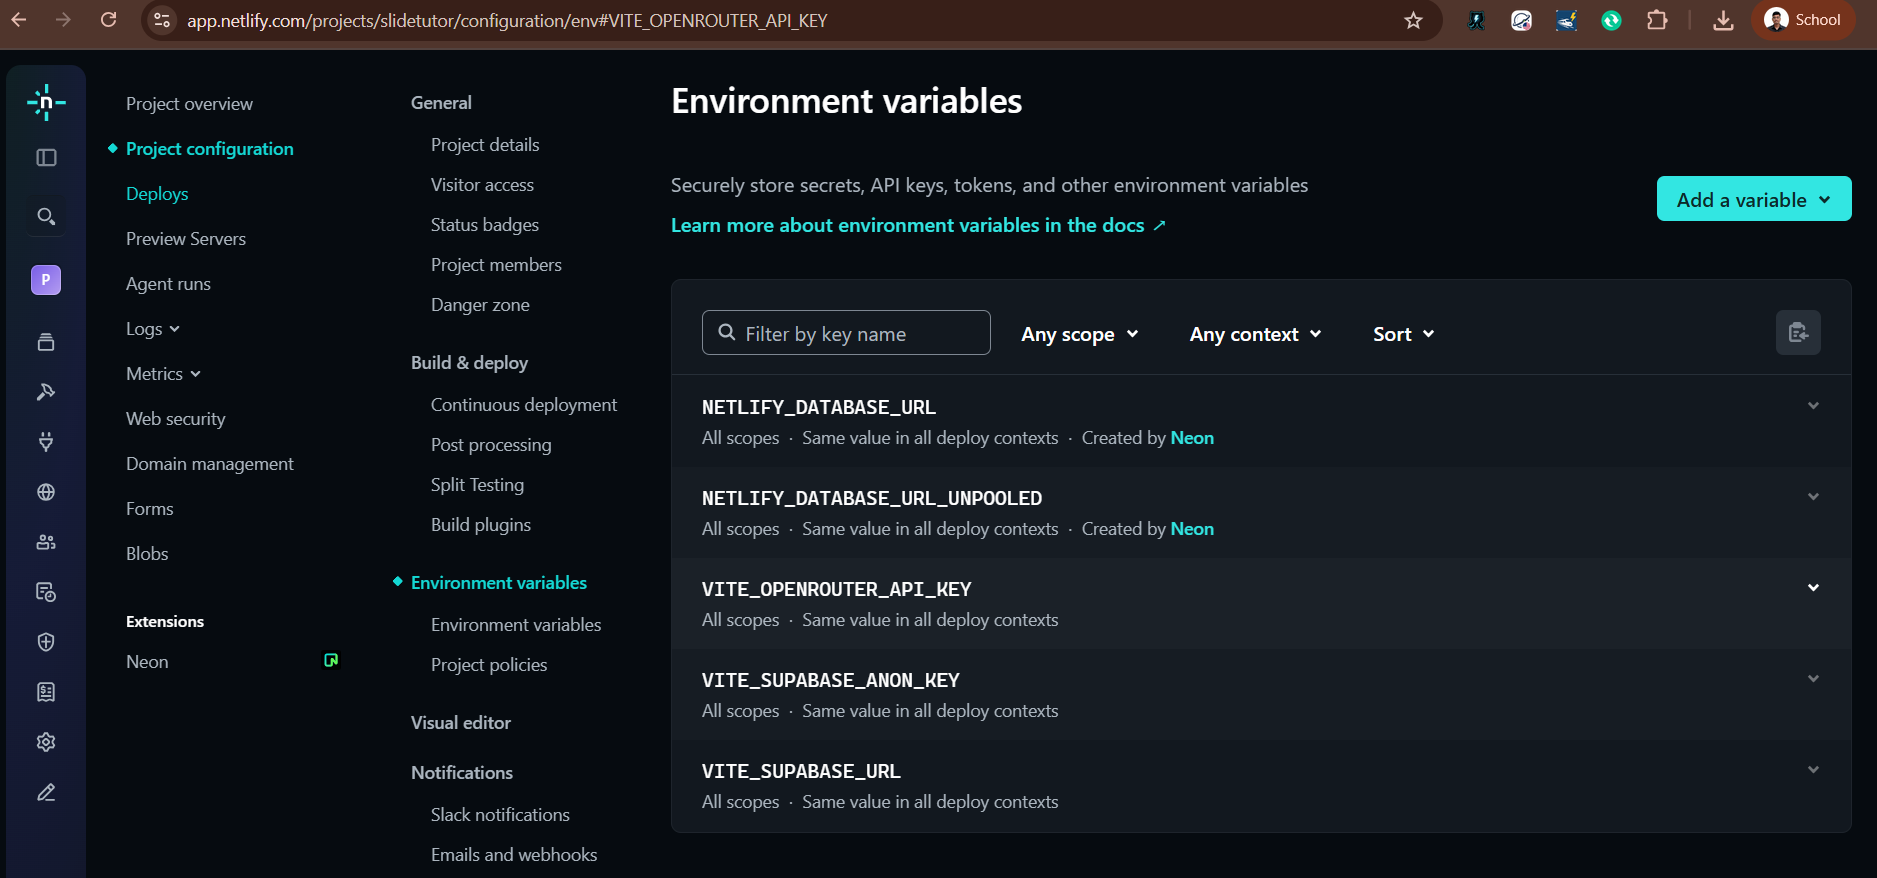 app.netlify.com/projects/slidetutor/configuration/env#VITE_OPENROUTER_API_KEY
School
n
P
Project overview
Project configuration
Deploys
Preview Servers
Agent runs
Logs
Metrics
Web security
Domain management
Forms
Blobs
Extensions
Neon
General
Project details
Visitor access
Status badges
Project members
Danger zone
Build & deploy
Continuous deployment
Post processing
Split Testing
Build plugins
Environment variables
Environment variables
Project policies
Visual editor
Notifications
Slack notifications
Emails and webhooks
Environment variables
Securely store secrets, API keys, tokens, and other environment variables
Learn more about environment variables in the docs ↗
Add a variable
Filter by key name
Any scope
Any context
Sort
NETLIFY_DATABASE_URL
All scopes · Same value in all deploy contexts · Created by Neon
NETLIFY_DATABASE_URL_UNPOOLED
All scopes · Same value in all deploy contexts · Created by Neon
VITE_OPENROUTER_API_KEY
All scopes · Same value in all deploy contexts
VITE_SUPABASE_ANON_KEY
All scopes · Same value in all deploy contexts
VITE_SUPABASE_URL
All scopes · Same value in all deploy contexts